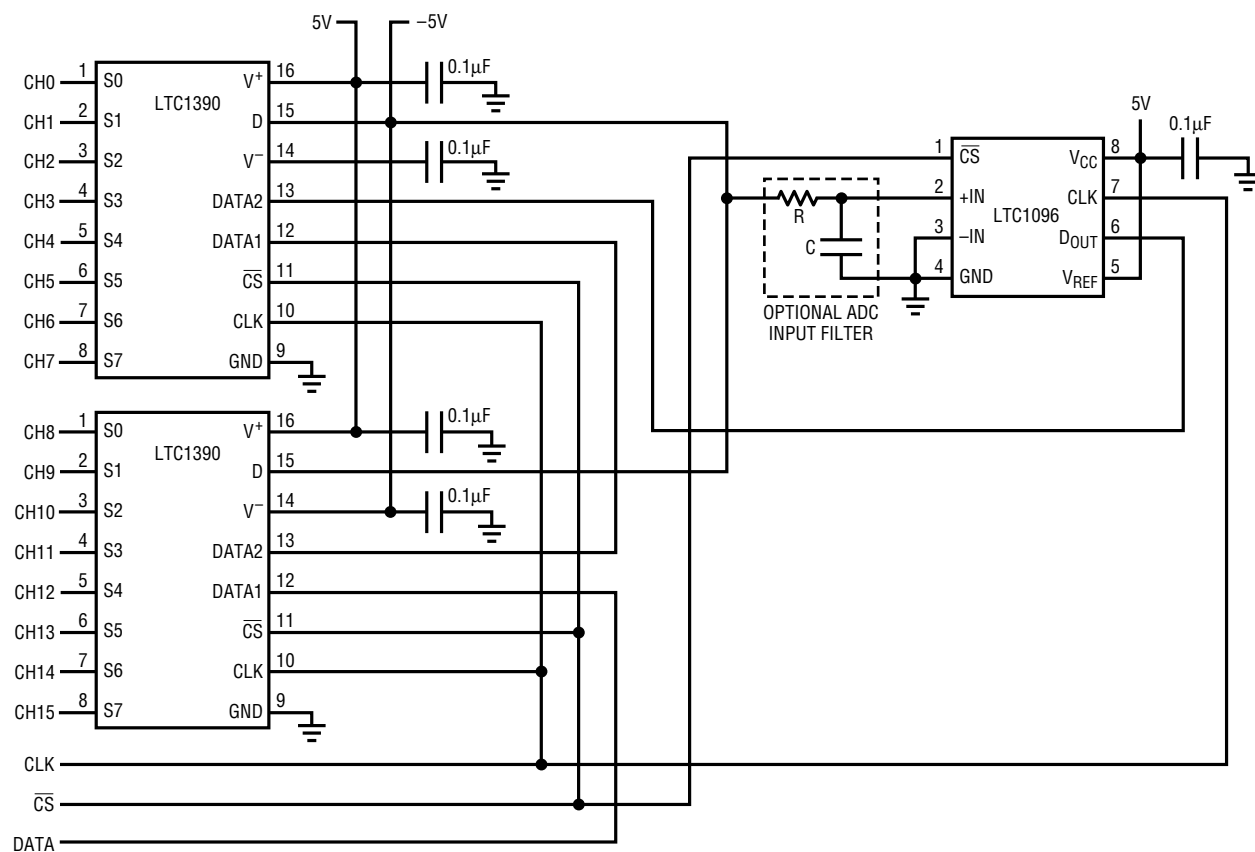 5V
–5V
CH0 1 S0
CH1 2 S1
CH2 3 S2
CH3 4 S3
CH4 5 S4
CH5 6 S5
CH6 7 S6
CH7 8 S7
LTC1390
V+ 16
D 15
V– 14
DATA2 13
DATA1 12
CS 11
CLK 10
GND 9
0.1µF
0.1µF
CH8 1 S0
CH9 2 S1
CH10 3 S2
CH11 4 S3
CH12 5 S4
CH13 6 S5
CH14 7 S6
CH15 8 S7
LTC1390
V+ 16
D 15
V– 14
DATA2 13
DATA1 12
CS 11
CLK 10
GND 9
0.1µF
0.1µF
CLK
CS
DATA
R
C
OPTIONAL ADC
INPUT FILTER
1 CS
2 +IN
3 –IN
4 GND
LTC1096
VCC 8
CLK 7
DOUT 6
VREF 5
5V
0.1µF